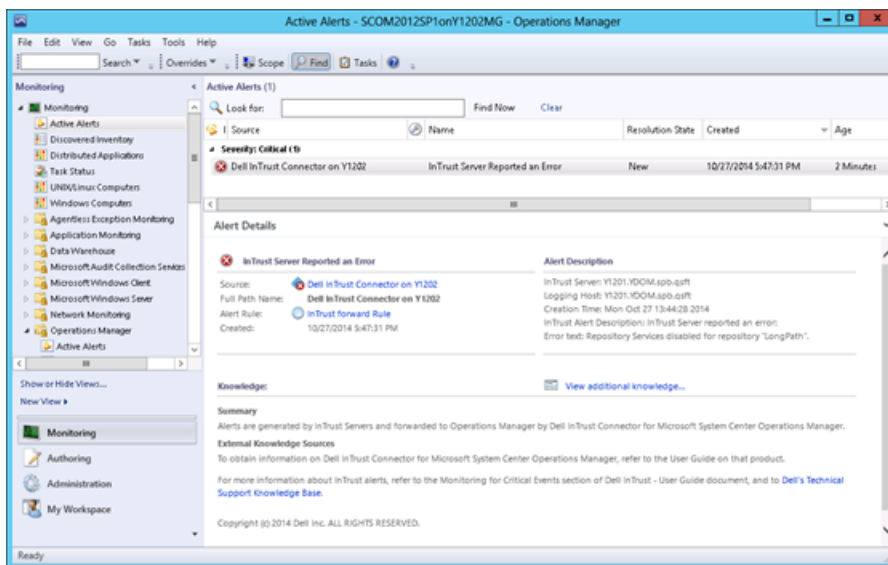 Active Alerts - SCOM2012SP1onY1202MG - Operations Manager
File Edit View Go Tasks Tools Help
Search Overrides Scope Find Tasks
Monitoring
Monitoring
Active Alerts
Discovered Inventory
Distributed Applications
Task Status
UNIX/Linux Computers
Windows Computers
Agentless Exception Monitoring
Application Monitoring
Data Warehouse
Microsoft Audit Collection Services
Microsoft Windows Client
Microsoft Windows Server
Network Monitoring
Operations Manager
Active Alerts
Show or Hide Views...
New View
Monitoring
Authoring
Administration
My Workspace
Active Alerts (1)
Look for: Find Now Clear
I Source Name Resolution State Created Age
Severity: Critical (1)
Dell InTrust Connector on Y1202 InTrust Server Reported an Error New 10/27/2014 5:47:31 PM 2 Minutes
Alert Details
InTrust Server Reported an Error
Source: Dell InTrust Connector on Y1202
Full Path Name: Dell InTrust Connector on Y1202
Alert Rule: InTrust forward Rule
Created: 10/27/2014 5:47:31 PM
Alert Description
InTrust Server: Y1201.YDOM.spb.qsft
Logging Host: Y1201.YDOM.spb.qsft
Creation Time: Mon Oct 27 13:44:28 2014
InTrust Alert Description: InTrust Server reported an error:
Error text: Repository Services disabled for repository "LongPath".
Knowledge: View additional knowledge...
Summary
Alerts are generated by InTrust Servers and forwarded to Operations Manager by Dell InTrust Connector for Microsoft System Center Operations Manager.
External Knowledge Sources
To obtain information on Dell InTrust Connector for Microsoft System Center Operations Manager, refer to the User Guide on that product.
For more information about InTrust alerts, refer to the Monitoring for Critical Events section of Dell InTrust - User Guide document, and to Dell's Technical
Support Knowledge Base.
Copyright (c) 2014 Dell Inc. ALL RIGHTS RESERVED.
Ready